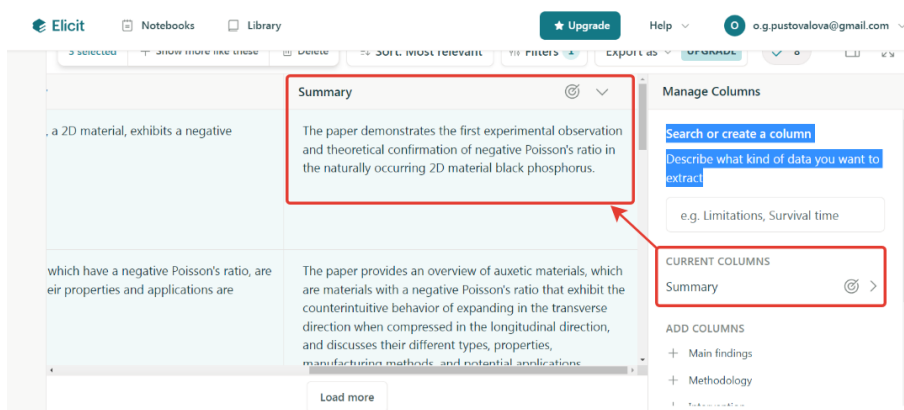 Elicit
Notebooks
Library
Upgrade
Help
O
o.g.pustovalova@gmail.com
3 selected
Show more like these
Delete
Sort: Most relevant
Filters 1
Export as
UPGRADE
8
Summary
Manage Columns
, a 2D material, exhibits a negative
The paper demonstrates the first experimental observation
and theoretical confirmation of negative Poisson's ratio in
the naturally occurring 2D material black phosphorus.
Search or create a column
Describe what kind of data you want to
extract
e.g. Limitations, Survival time
CURRENT COLUMNS
Summary
which have a negative Poisson's ratio, are
eir properties and applications are
The paper provides an overview of auxetic materials, which
are materials with a negative Poisson's ratio that exhibit the
counterintuitive behavior of expanding in the transverse
direction when compressed in the longitudinal direction,
and discusses their different types, properties,
manufacturing methods, and potential applications
ADD COLUMNS
Main findings
Methodology
Load more